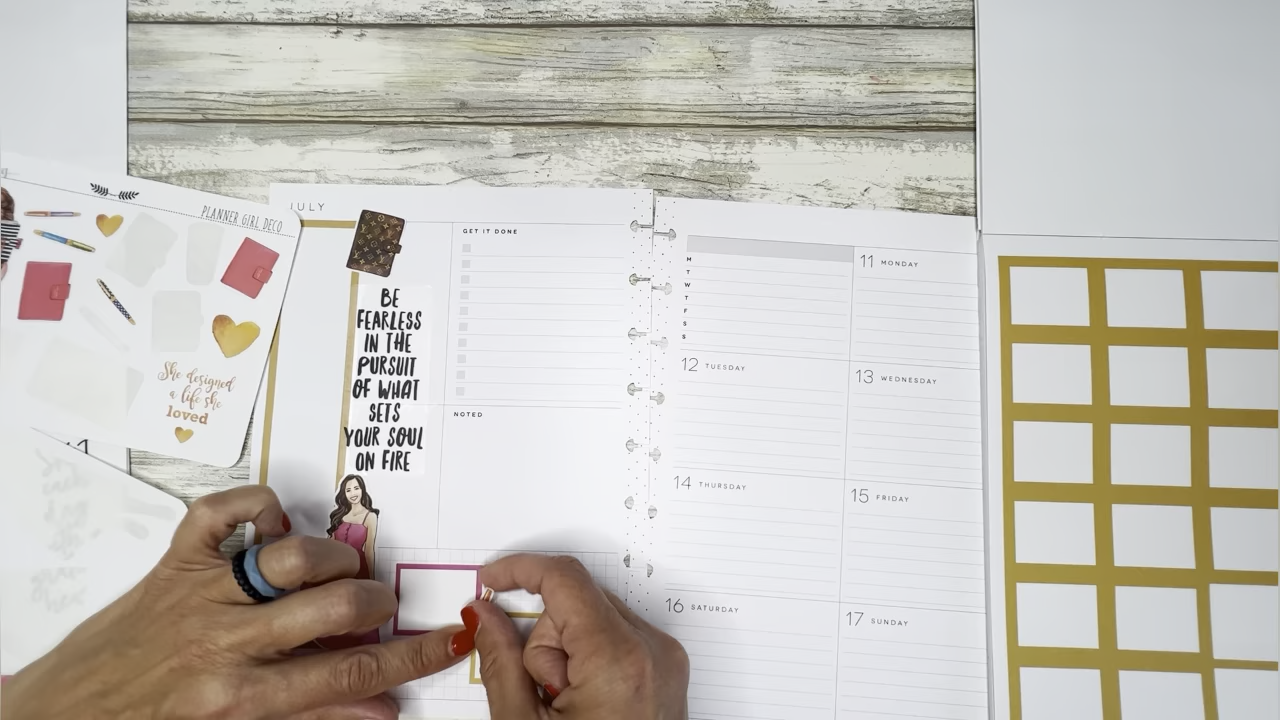 PLANNER GIRL DECO
She designed
a life she
loved
JULY
BE
FEARLESS
IN THE
PURSUIT
OF WHAT
SETS
YOUR SOUL
ON FIRE
GET IT DONE
NOTED
M
T
W
T
F
S
S
11 MONDAY
12 TUESDAY
13 WEDNESDAY
14 THURSDAY
15 FRIDAY
16 SATURDAY
17 SUNDAY